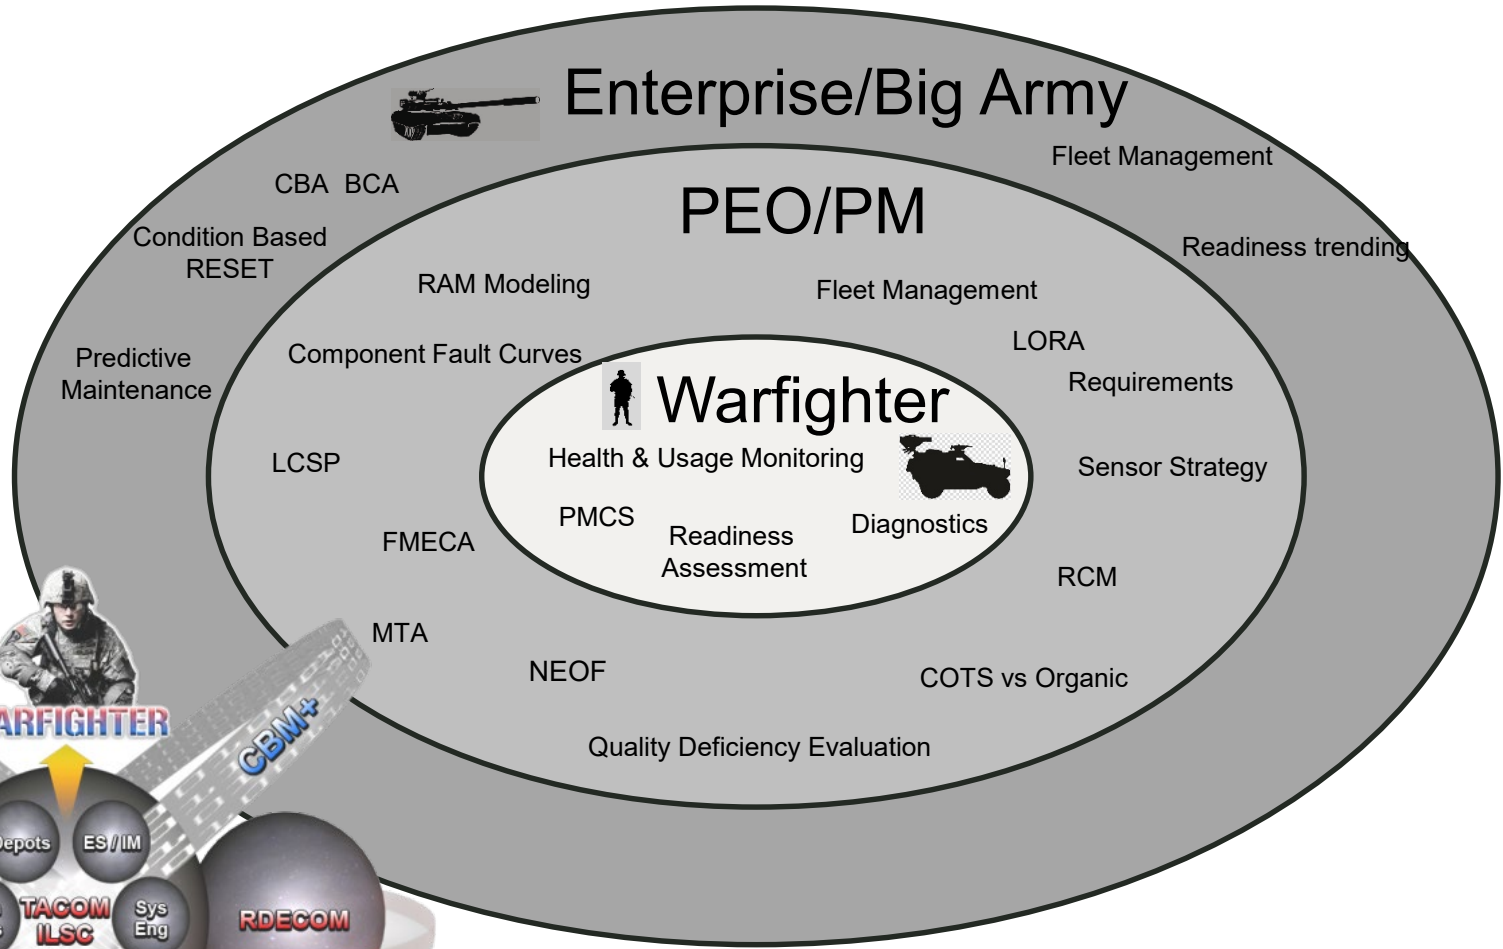 Enterprise/Big Army
Fleet Management
CBA BCA
PEO/PM
Condition Based
RESET
Readiness trending
RAM Modeling
Fleet Management
LORA
Component Fault Curves
Predictive
Maintenance
Requirements
Warfighter
Health & Usage Monitoring
LCSP
Sensor Strategy
PMCS
Diagnostics
Readiness
Assessment
FMECA
RCM
MTA
NEOF
COTS vs Organic
ARFIGHTER
CBM+
Quality Deficiency Evaluation
epots
ES / IM
TACOM
ILSC
Sys
Eng
RDECOM